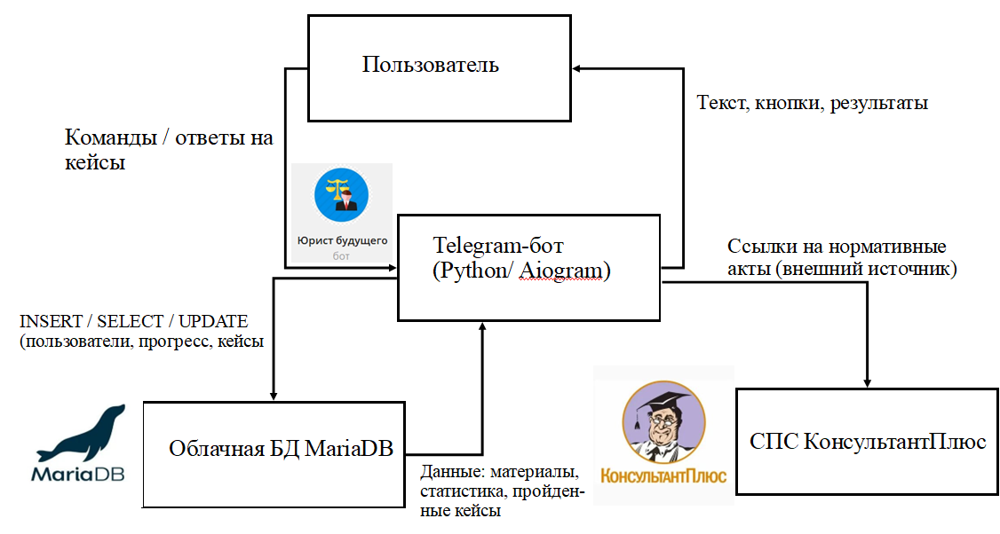 Пользователь
Текст, кнопки, результаты
Команды / ответы на
кейсы
Юрист будущего
бот
Telegram-бот
(Python/ Aiogram)
Ссылки на нормативные
акты (внешний источник)
INSERT / SELECT / UPDATE
(пользователи, прогресс, кейсы
MariaDB
Облачная БД MariaDB
Данные: материалы,
статистика, пройден-
ные кейсы
КОНСУЛЬТАНТПЛЮС
СПС КонсультантПлюс